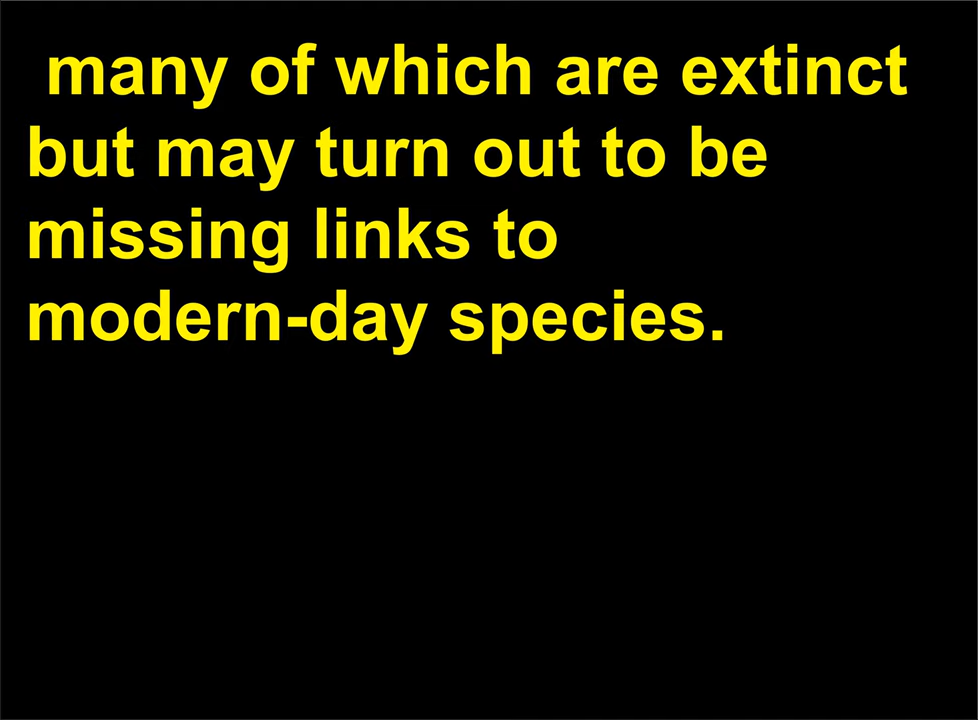 many of which are extinct
but may turn out to be
missing links to
modern-day species.